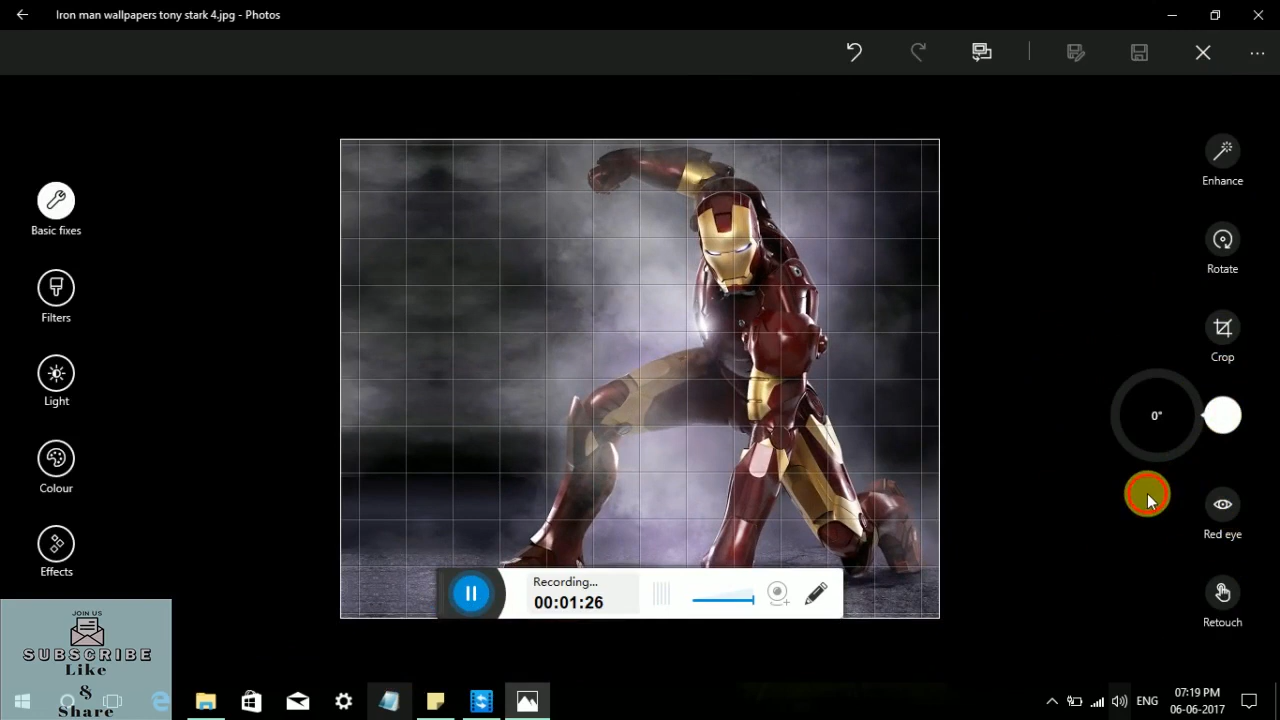 Iron man wallpapers tony stark 4.jpg - Photos
Basic fixes
Filters
Light
Colour
Effects
Enhance
Rotate
Crop
0°
Red eye
Retouch
Recording...
00:01:26
JOIN US
SUBSCRIBE
Like
&
Share
ENG
07:19 PM
06-06-2017